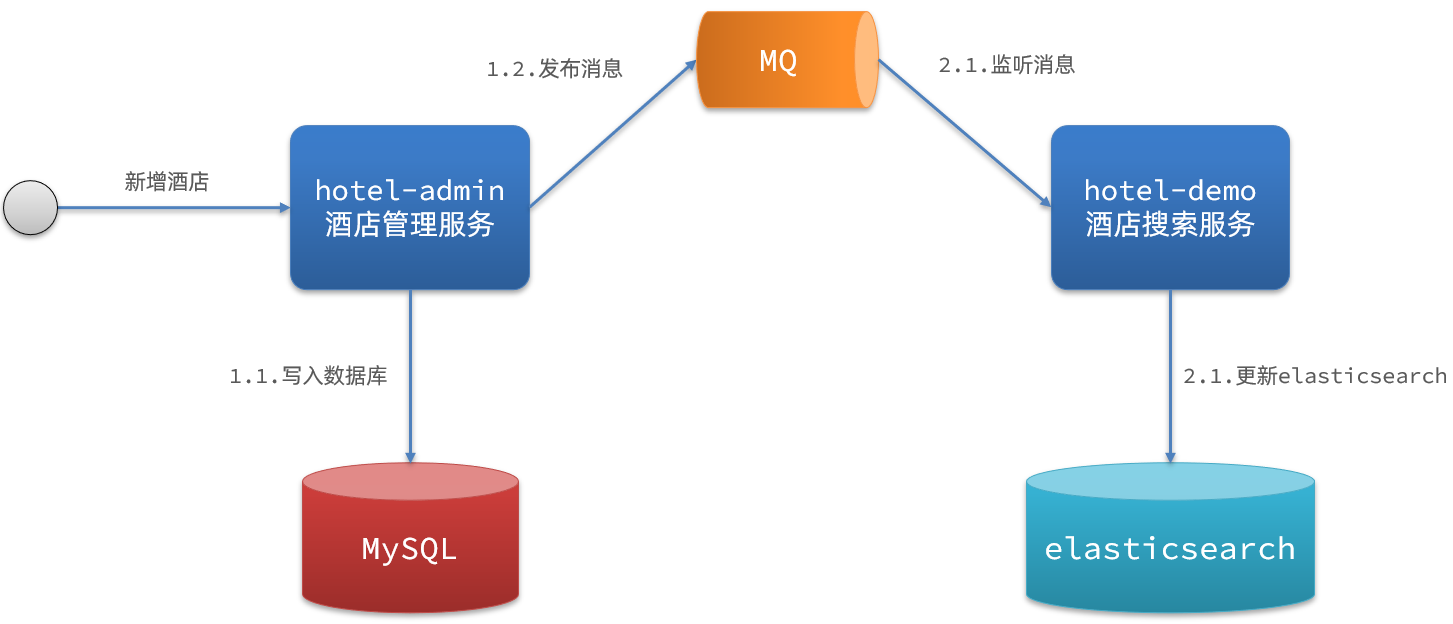 MQ
1.2.发布消息
2.1.监听消息
新增酒店
hotel-admin
酒店管理服务
hotel-demo
酒店搜索服务
1.1.写入数据库
2.1.更新elasticsearch
MySQL
elasticsearch